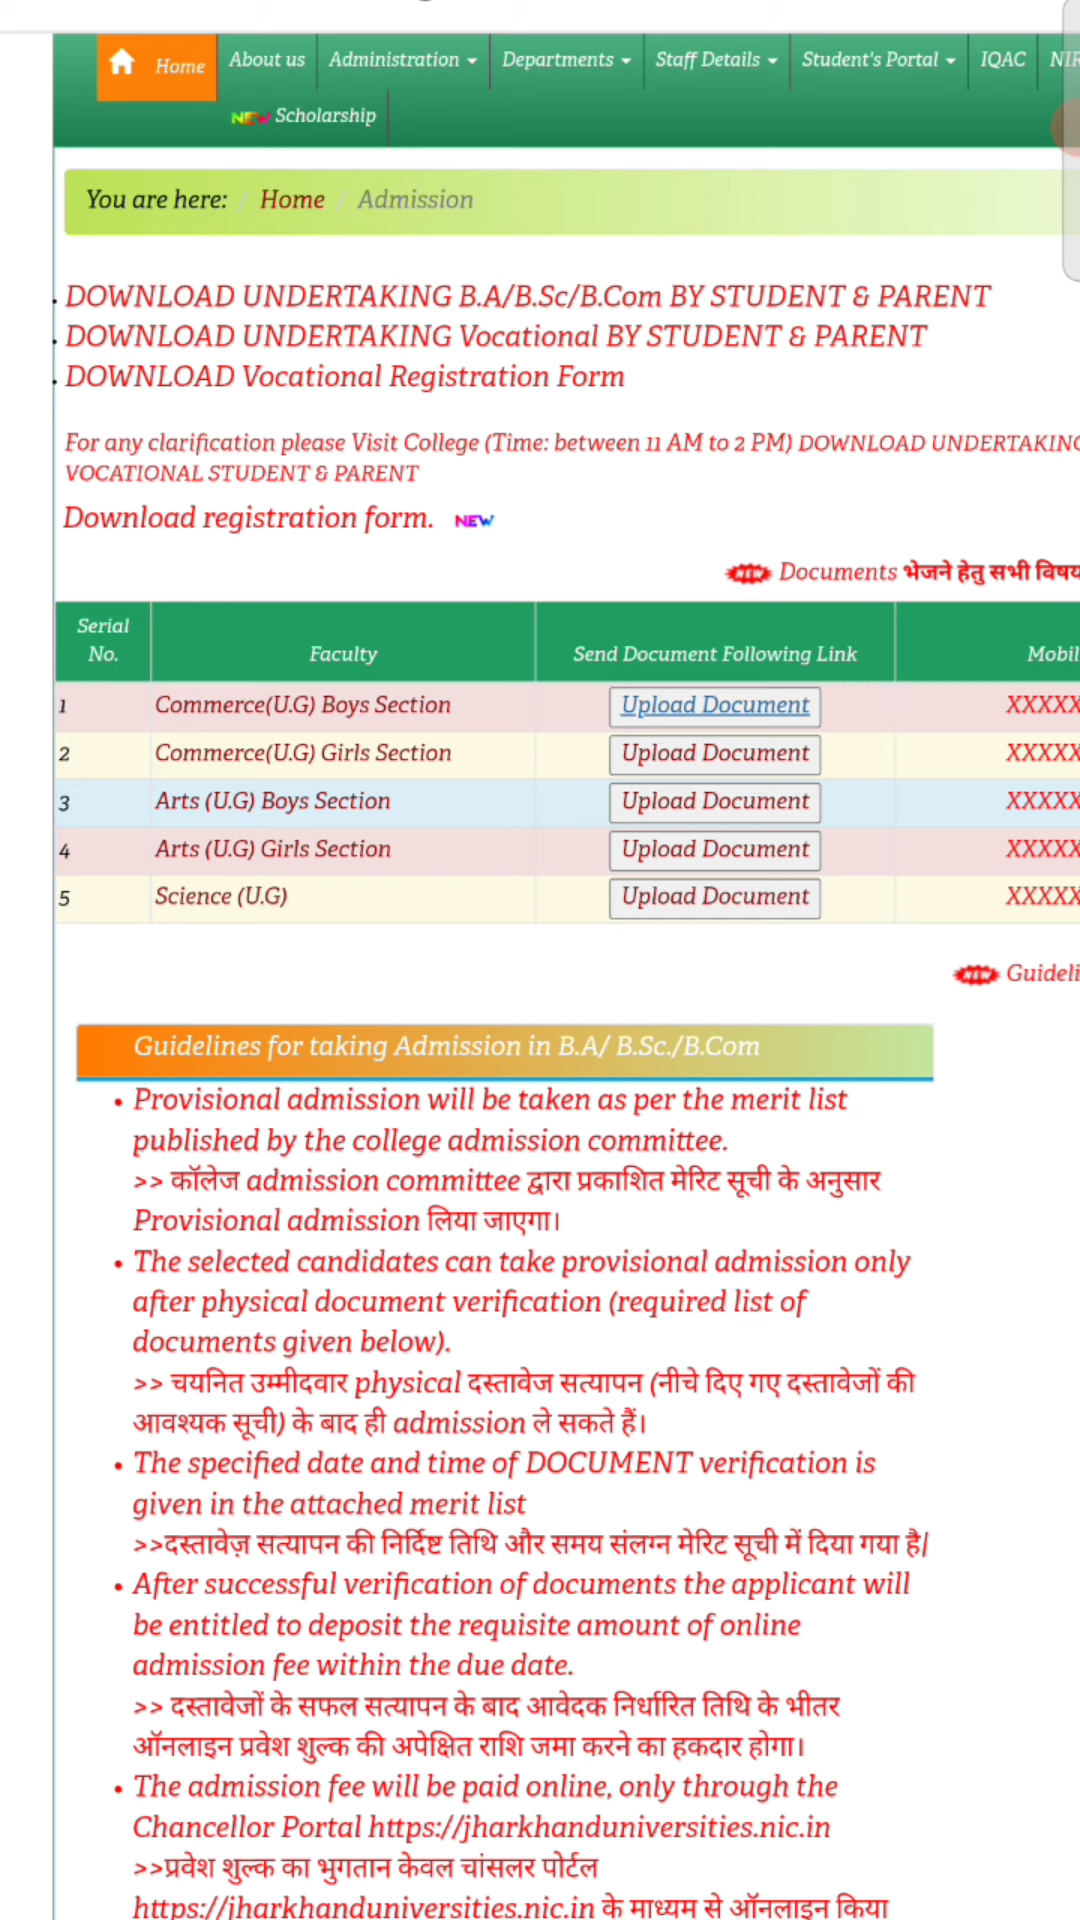 Home About us Administration Departments Staff Details Student's Portal IQAC
NEW Scholarship
You are here: / Home / Admission
DOWNLOAD UNDERTAKING B.A/B.Sc/B.Com BY STUDENT & PARENT
DOWNLOAD UNDERTAKING Vocational BY STUDENT & PARENT
DOWNLOAD Vocational Registration Form
For any clarification please Visit College (Time: between 11 AM to 2 PM) DOWNLOAD UNDERTAKING
VOCATIONAL STUDENT & PARENT
Download registration form. NEW
NEW Documents भेजने हेतु सभी विषय
Serial No. Faculty Send Document Following Link Mobil
1 Commerce(U.G) Boys Section Upload Document XXXXX
2 Commerce(U.G) Girls Section Upload Document XXXXX
3 Arts (U.G) Boys Section Upload Document XXXXX
4 Arts (U.G) Girls Section Upload Document XXXXX
5 Science (U.G) Upload Document XXXXX
NEW Guideli
Guidelines for taking Admission in B.A/ B.Sc./B.Com
• Provisional admission will be taken as per the merit list
published by the college admission committee.
>> कॉलेज admission committee द्वारा प्रकाशित मेरिट सूची के अनुसार
Provisional admission लिया जाएगा।
• The selected candidates can take provisional admission only
after physical document verification (required list of
documents given below).
>> चयनित उम्मीदवार physical दस्तावेज सत्यापन (नीचे दिए गए दस्तावेजों की
आवश्यक सूची) के बाद ही admission ले सकते हैं।
• The specified date and time of DOCUMENT verification is
given in the attached merit list
>>दस्तावेज़ सत्यापन की निर्दिष्ट तिथि और समय संलग्न मेरिट सूची में दिया गया है|
• After successful verification of documents the applicant will
be entitled to deposit the requisite amount of online
admission fee within the due date.
>> दस्तावेजों के सफल सत्यापन के बाद आवेदक निर्धारित तिथि के भीतर
ऑनलाइन प्रवेश शुल्क की अपेक्षित राशि जमा करने का हकदार होगा।
• The admission fee will be paid online, only through the
Chancellor Portal https://jharkhanduniversities.nic.in
>>प्रवेश शुल्क का भुगतान केवल चांसलर पोर्टल
https://jharkhanduniversities.nic.in के माध्यम से ऑनलाइन किया